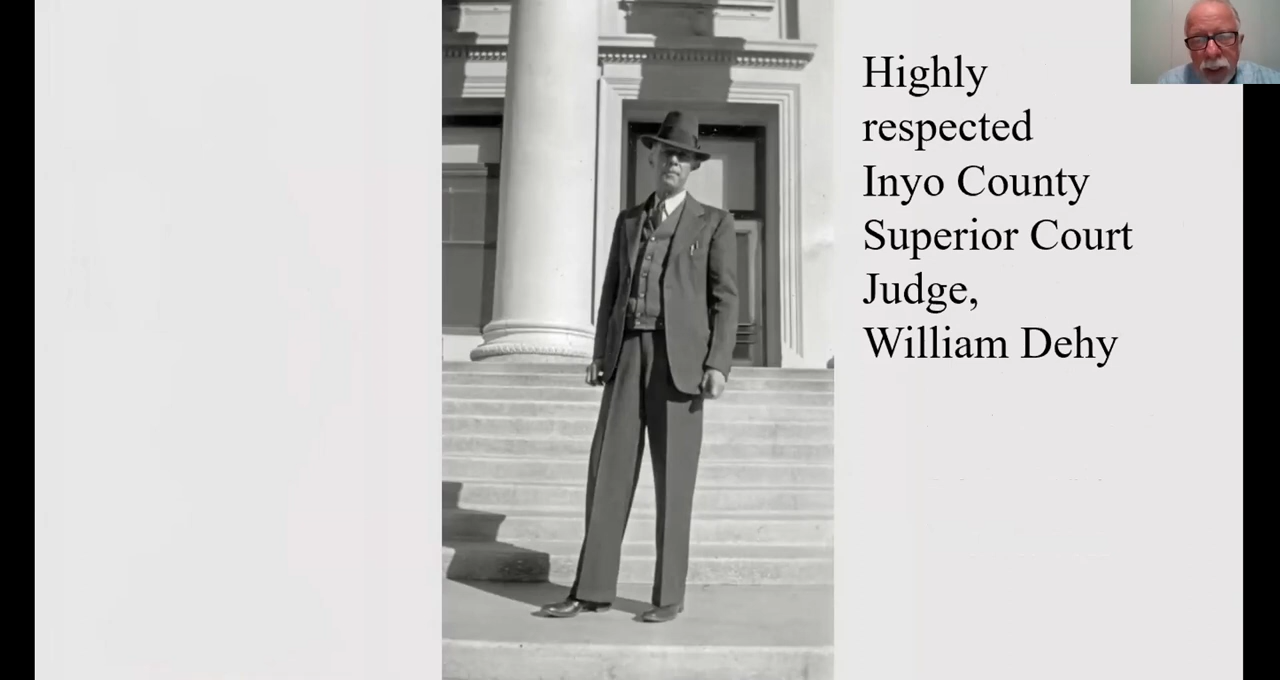 Highly
respected
Inyo County
Superior Court
Judge,
William Dehy